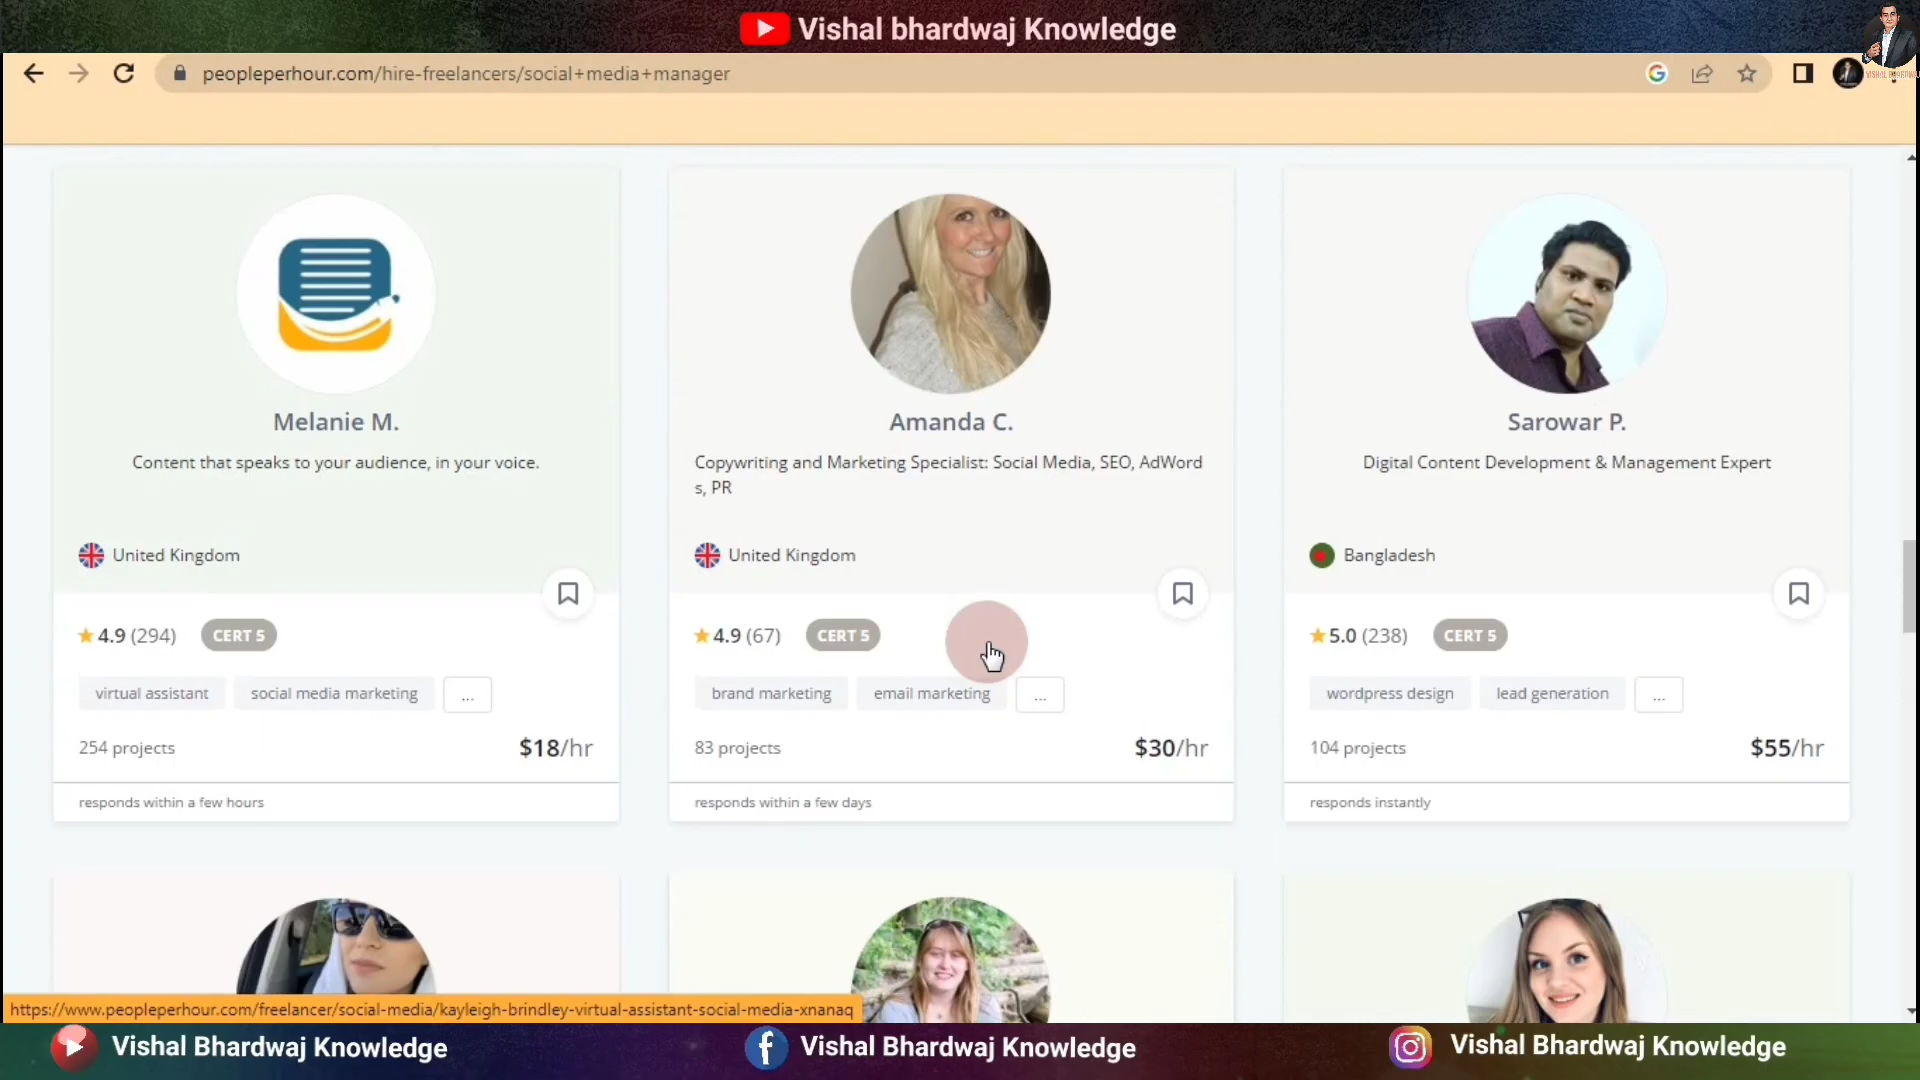 Vishal bhardwaj Knowledge
peopleperhour.com/hire-freelancers/social+media+manager
Melanie M.
Content that speaks to your audience, in your voice.
United Kingdom
4.9 (294) CERT 5
virtual assistant social media marketing ...
254 projects $18/hr
responds within a few hours
Amanda C.
Copywriting and Marketing Specialist: Social Media, SEO, AdWord
s, PR
United Kingdom
4.9 (67) CERT 5
brand marketing email marketing ...
83 projects $30/hr
responds within a few days
Sarowar P.
Digital Content Development & Management Expert
Bangladesh
5.0 (238) CERT 5
wordpress design lead generation ...
104 projects $55/hr
responds instantly
https://www.peopleperhour.com/freelancer/social-media/kayleigh-brindley-virtual-assistant-social-media-xnanaq
Vishal Bhardwaj Knowledge
Vishal Bhardwaj Knowledge
Vishal Bhardwaj Knowledge